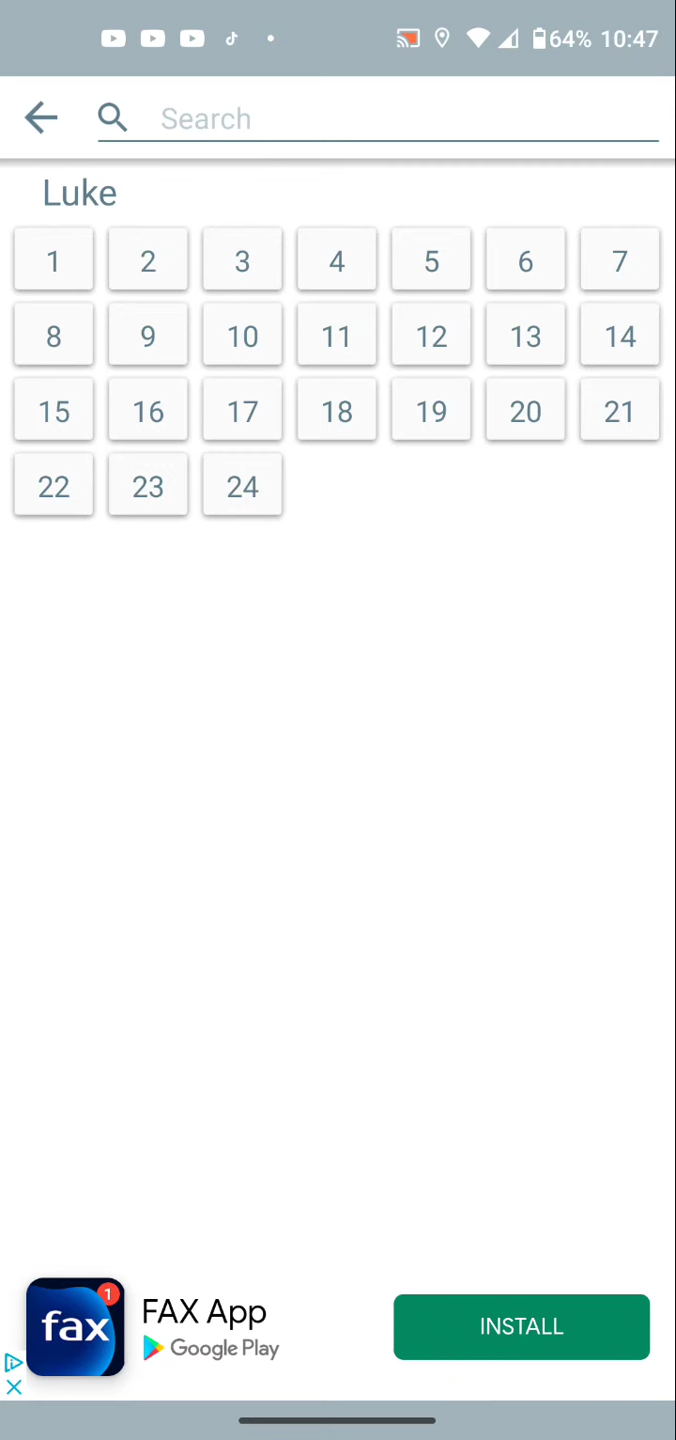 64% 10:47
Search
Luke
1 2 3 4 5 6 7
8 9 10 11 12 13 14
15 16 17 18 19 20 21
22 23 24
fax 1
FAX App
Google Play
INSTALL